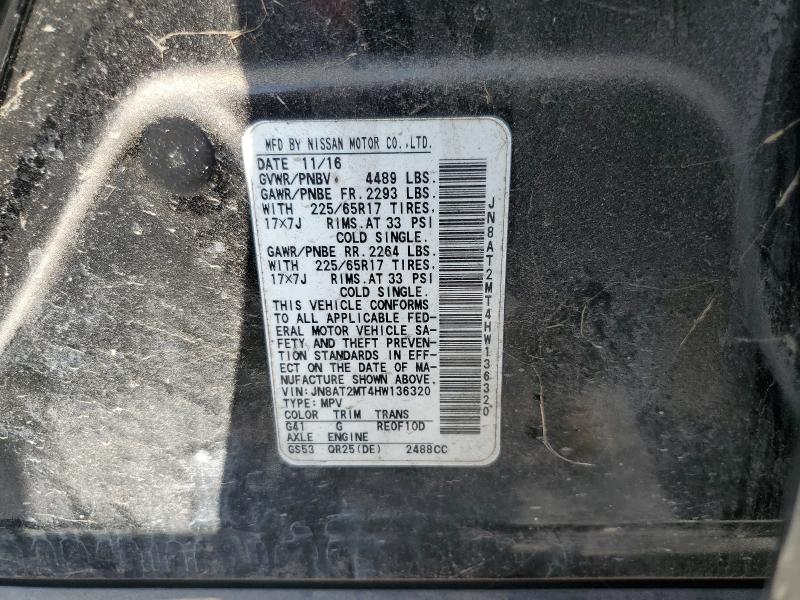 MFD BY NISSAN MOTOR CO.,LTD.
DATE 11/16
GVWR/PNBV 4489 LBS.
GAWR/PNBE FR. 2293 LBS.
WITH 225/65R17 TIRES,
17×7J RIMS.AT 33 PSI
COLD SINGLE.
GAWR/PNBE RR. 2264 LBS.
WITH 225/65R17 TIRES,
17×7J RIMS.AT 33 PSI
COLD SINGLE.
THIS VEHICLE CONFORMS
TO ALL APPLICABLE FED-
ERAL MOTOR VEHICLE SA-
FETY AND THEFT PREVEN-
TION STANDARDS IN EFF-
ECT ON THE DATE OF MA-
NUFACTURE SHOWN ABOVE.
VIN:JN8AT2MT4HW136320
TYPE:MPV
COLOR TRIM TRANS
G41 G RE0F10D
AXLE ENGINE
GS53 QR25(DE) 2488CC
JN8AT2MT4HW136320